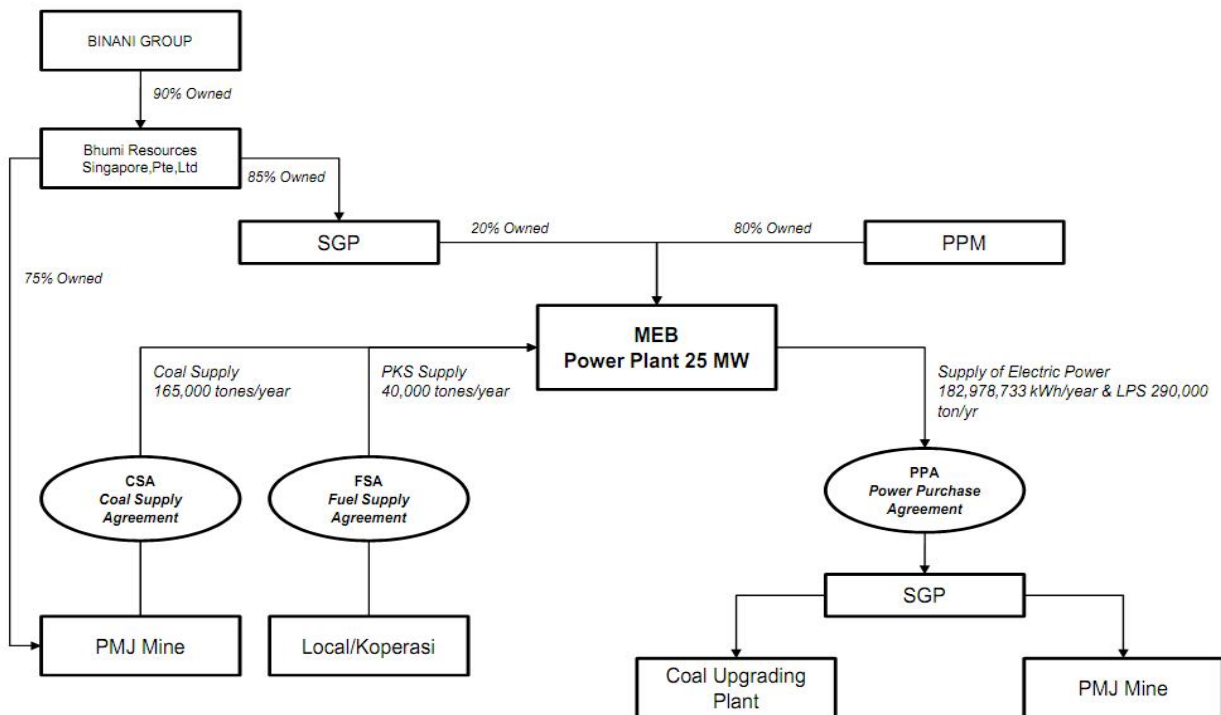 BINANI GROUP
90% Owned
Bhumi Resources
Singapore,Pte,Ltd
85% Owned
SGP
20% Owned
80% Owned
PPM
75% Owned
MEB
Power Plant 25 MW
Coal Supply
165,000 tones/year
PKS Supply
40,000 tones/year
Supply of Electric Power
182,978,733 kWh/year & LPS 290,000
ton/yr
CSA
Coal Supply
Agreement
FSA
Fuel Supply
Agreement
PPA
Power Purchase
Agreement
SGP
PMJ Mine
Local/Koperasi
Coal Upgrading
Plant
PMJ Mine